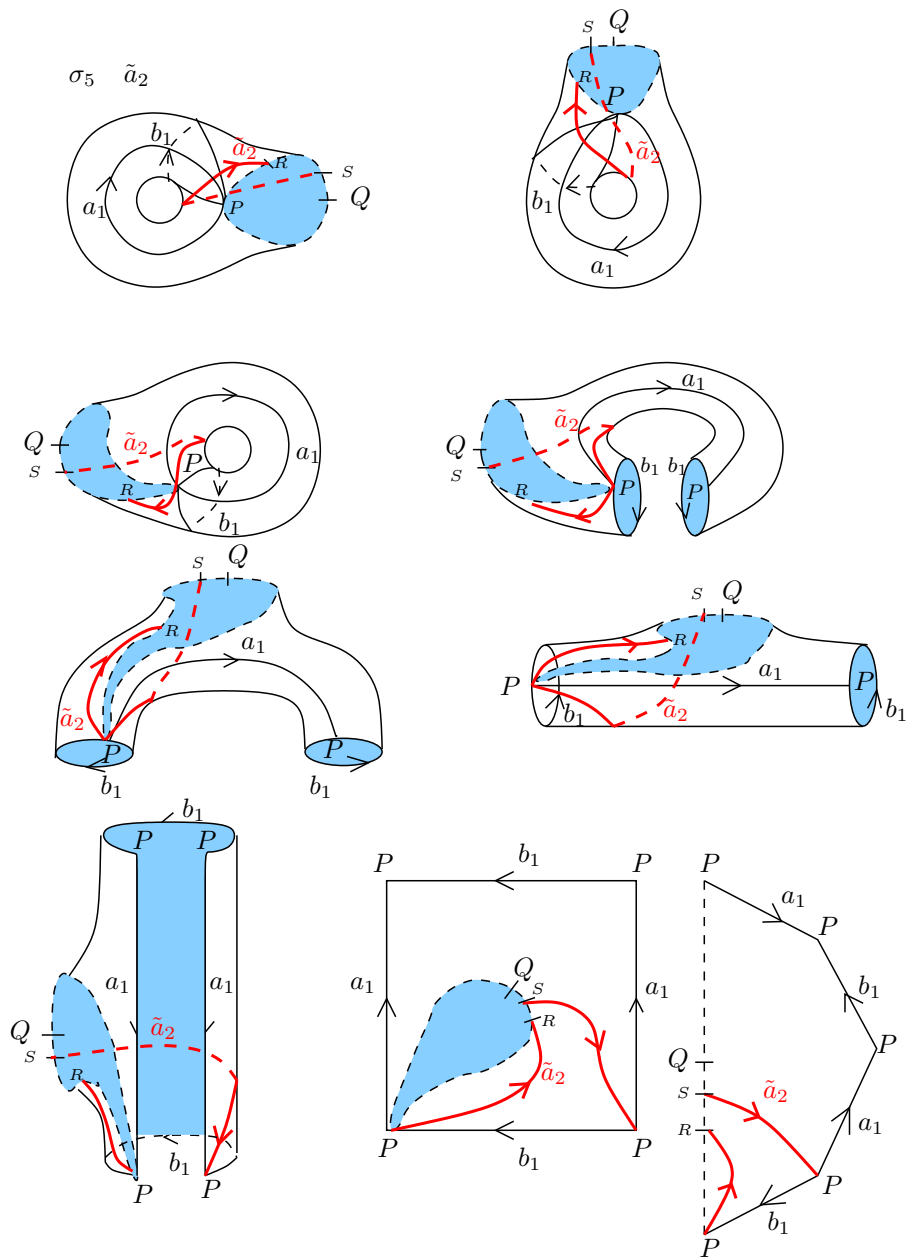 σ₅ ã₂
b₁ ã₂ R S P Q a₁
S Q R P ã₂ b₁ a₁
Q S ã₂ P R a₁ b₁
a₁ ã₂ Q S R b₁ b₁ P P
S Q R a₁ ã₂ P P b₁ b₁
S Q R a₁ P P b₁ ã₂ b₁
b₁ P P a₁ a₁ Q S ã₂ R b₁ P P
P b₁ P Q S a₁ R a₁ ã₂ P b₁ P
P a₁ P b₁ Q P S ã₂ R a₁ P b₁ P